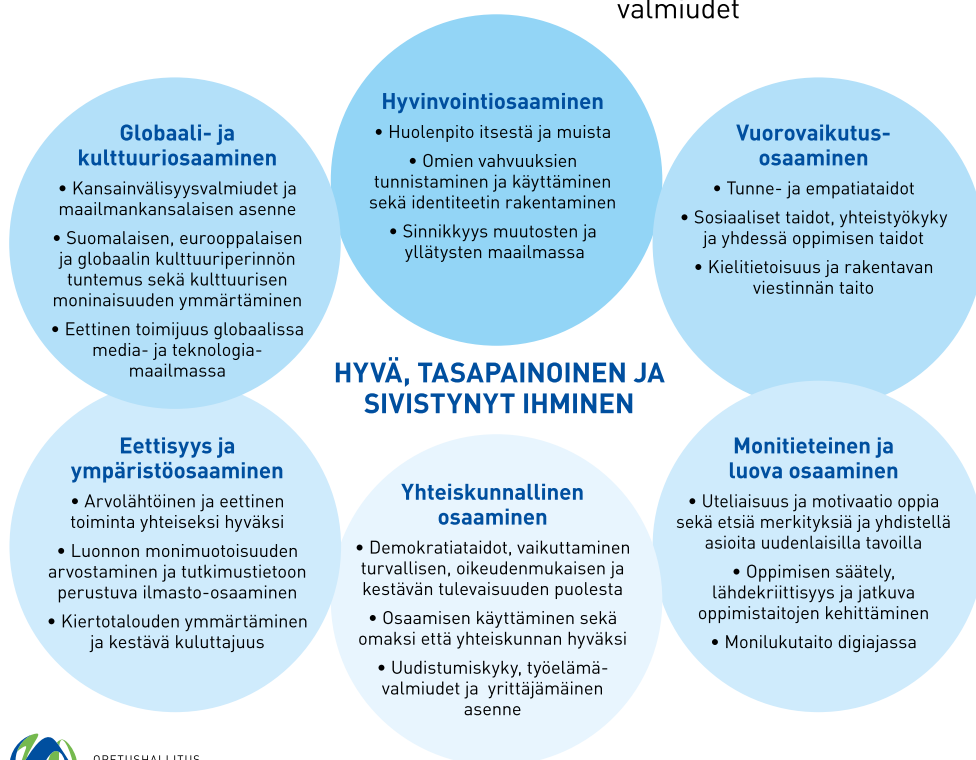 valmiudet
Hyvinvointiosaaminen
• Huolenpito itsestä ja muista
• Omien vahvuuksien
tunnistaminen ja käyttäminen
sekä identiteetin rakentaminen
• Sinnikkyys muutosten ja
yllätysten maailmassa
Globaali- ja
kulttuuriosaaminen
• Kansainvälisyysvalmiudet ja
maailmankansalaisen asenne
• Suomalaisen, eurooppalaisen
ja globaalin kulttuuriperinnön
tuntemus sekä kulttuurisen
moninaisuuden ymmärtäminen
• Eettinen toimijuus globaalissa
media- ja teknologia-
maailmassa
Vuorovaikutus-
osaaminen
• Tunne- ja empatiataidot
• Sosiaaliset taidot, yhteistyökyky
ja yhdessä oppimisen taidot
• Kielitietoisuus ja rakentavan
viestinnän taito
HYVÄ, TASAPAINOINEN JA
SIVISTYNYT IHMINEN
Eettisyys ja
ympäristöosaaminen
• Arvolähtöinen ja eettinen
toiminta yhteiseksi hyväksi
• Luonnon monimuotoisuuden
arvostaminen ja tutkimustietoon
perustuva ilmasto-osaaminen
• Kiertotalouden ymmärtäminen
ja kestävä kuluttajuus
Yhteiskunnallinen
osaaminen
• Demokratiataidot, vaikuttaminen
turvallisen, oikeudenmukaisen ja
kestävän tulevaisuuden puolesta
• Osaamisen käyttäminen sekä
omaksi että yhteiskunnan hyväksi
• Uudistumiskyky, työelämä-
valmiudet ja yrittäjämäinen
asenne
Monitieteinen ja
luova osaaminen
• Uteliaisuus ja motivaatio oppia
sekä etsiä merkityksiä ja yhdistellä
asioita uudenlaisilla tavoilla
• Oppimisen säätely,
lähdekriittisyys ja jatkuva
oppimistaitojen kehittäminen
• Monilukutaito digiajassa
OPETUSHALLITUS